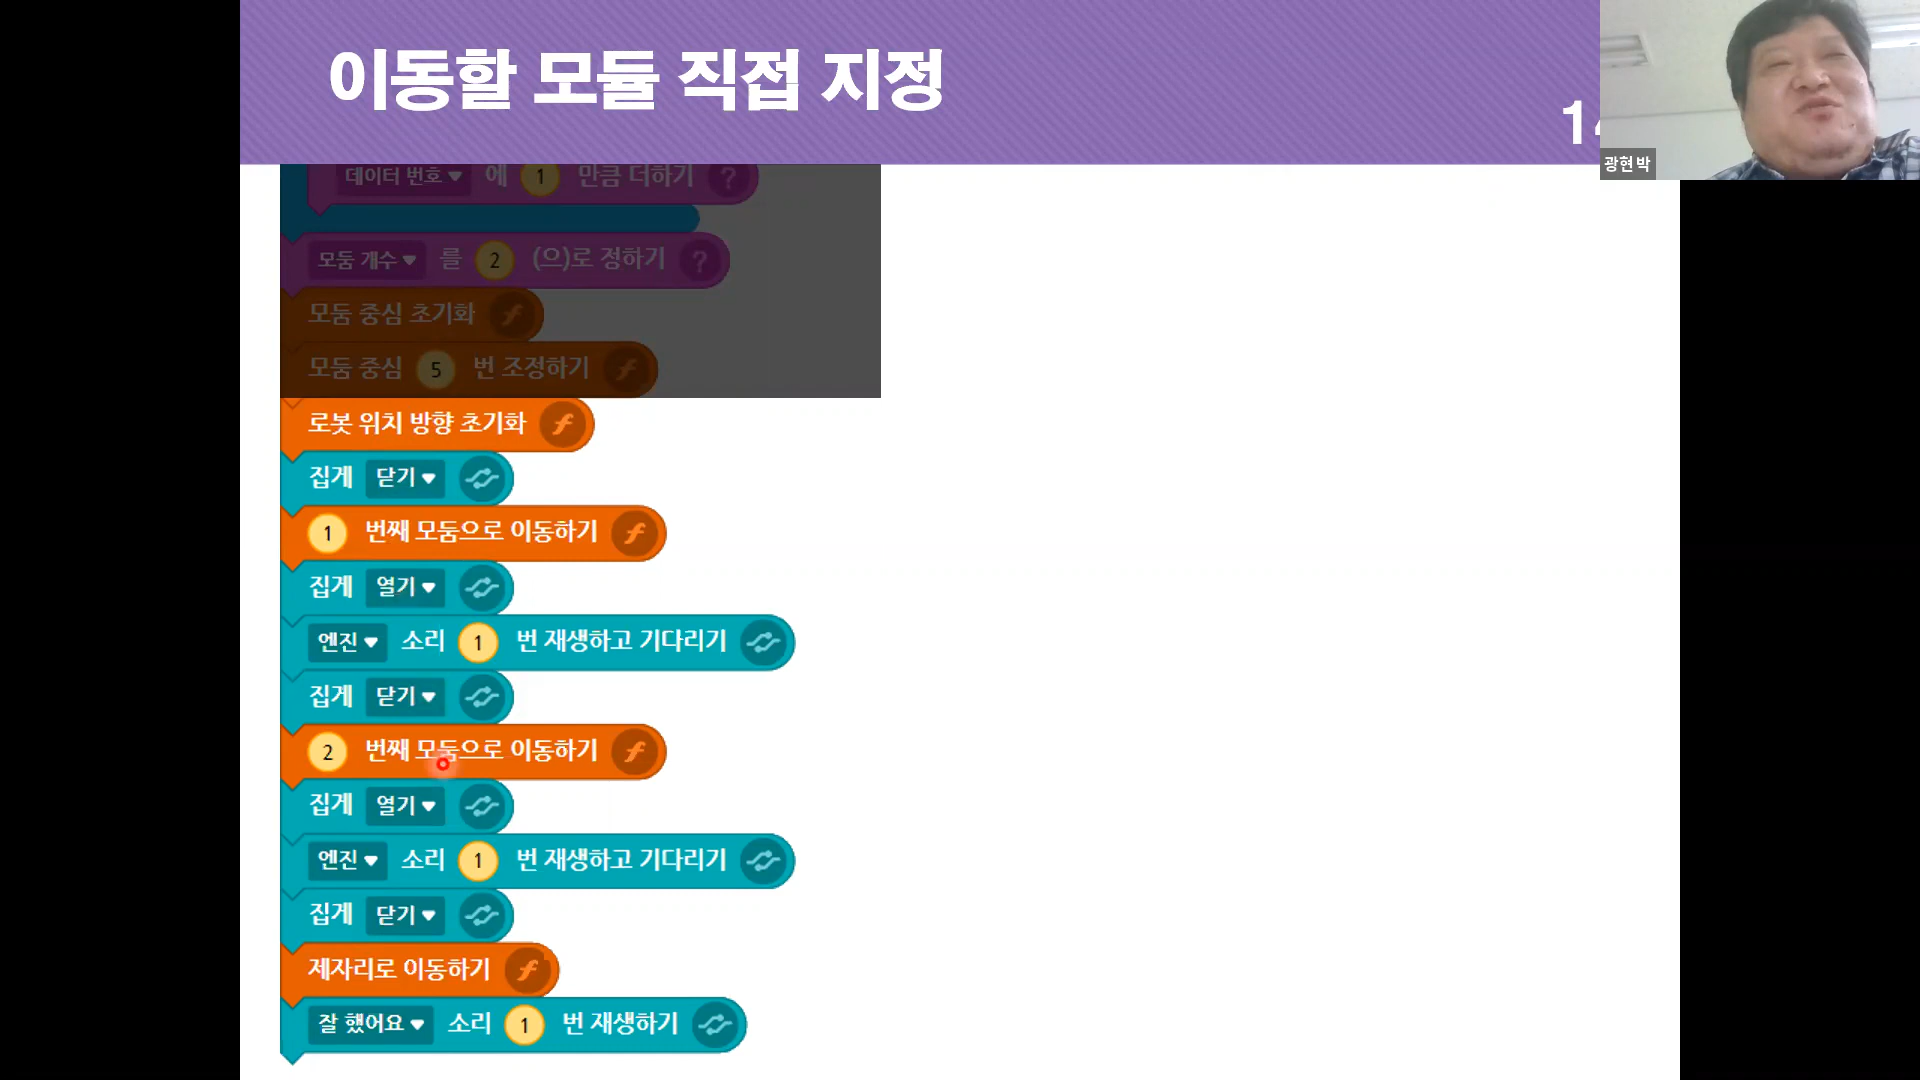 이동할 모둘 직접 지정
14
광현 박
데이터 번호 에 1 만큼 더하기 ?
모둠 개수 를 2 (으)로 정하기 ?
모둠 중심 초기화
모둠 중심 5 번 조정하기
로봇 위치 방향 초기화
집게 닫기
1 번째 모둠으로 이동하기
집게 열기
엔진 소리 1 번 재생하고 기다리기
집게 닫기
2 번째 모둠으로 이동하기
집게 열기
엔진 소리 1 번 재생하고 기다리기
집게 닫기
제자리로 이동하기
잘 했어요 소리 1 번 재생하기